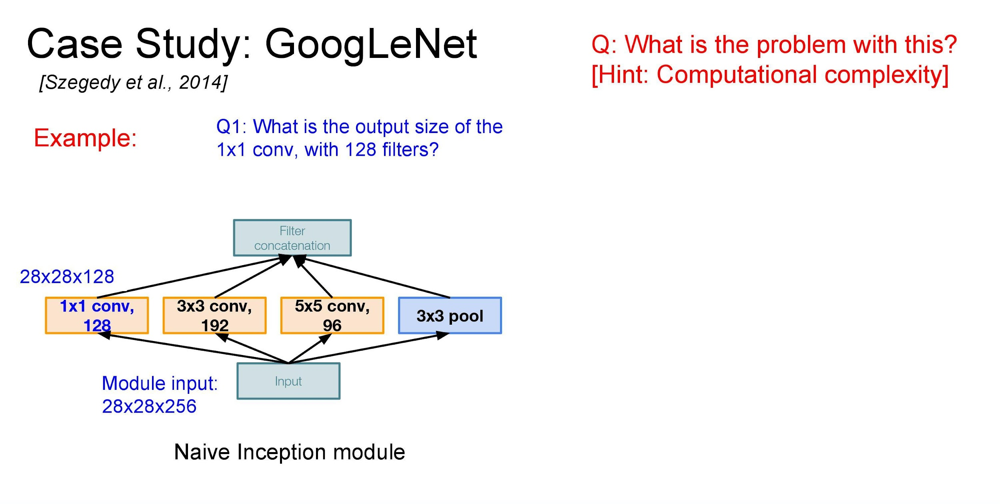 Case Study: GoogLeNet
[Szegedy et al., 2014]
Q: What is the problem with this?
[Hint: Computational complexity]
Example:
Q1: What is the output size of the
1x1 conv, with 128 filters?
Filter
concatenation
28x28x128
1x1 conv,
128
3x3 conv,
192
5x5 conv,
96
3x3 pool
Module input:
28x28x256
Input
Naive Inception module